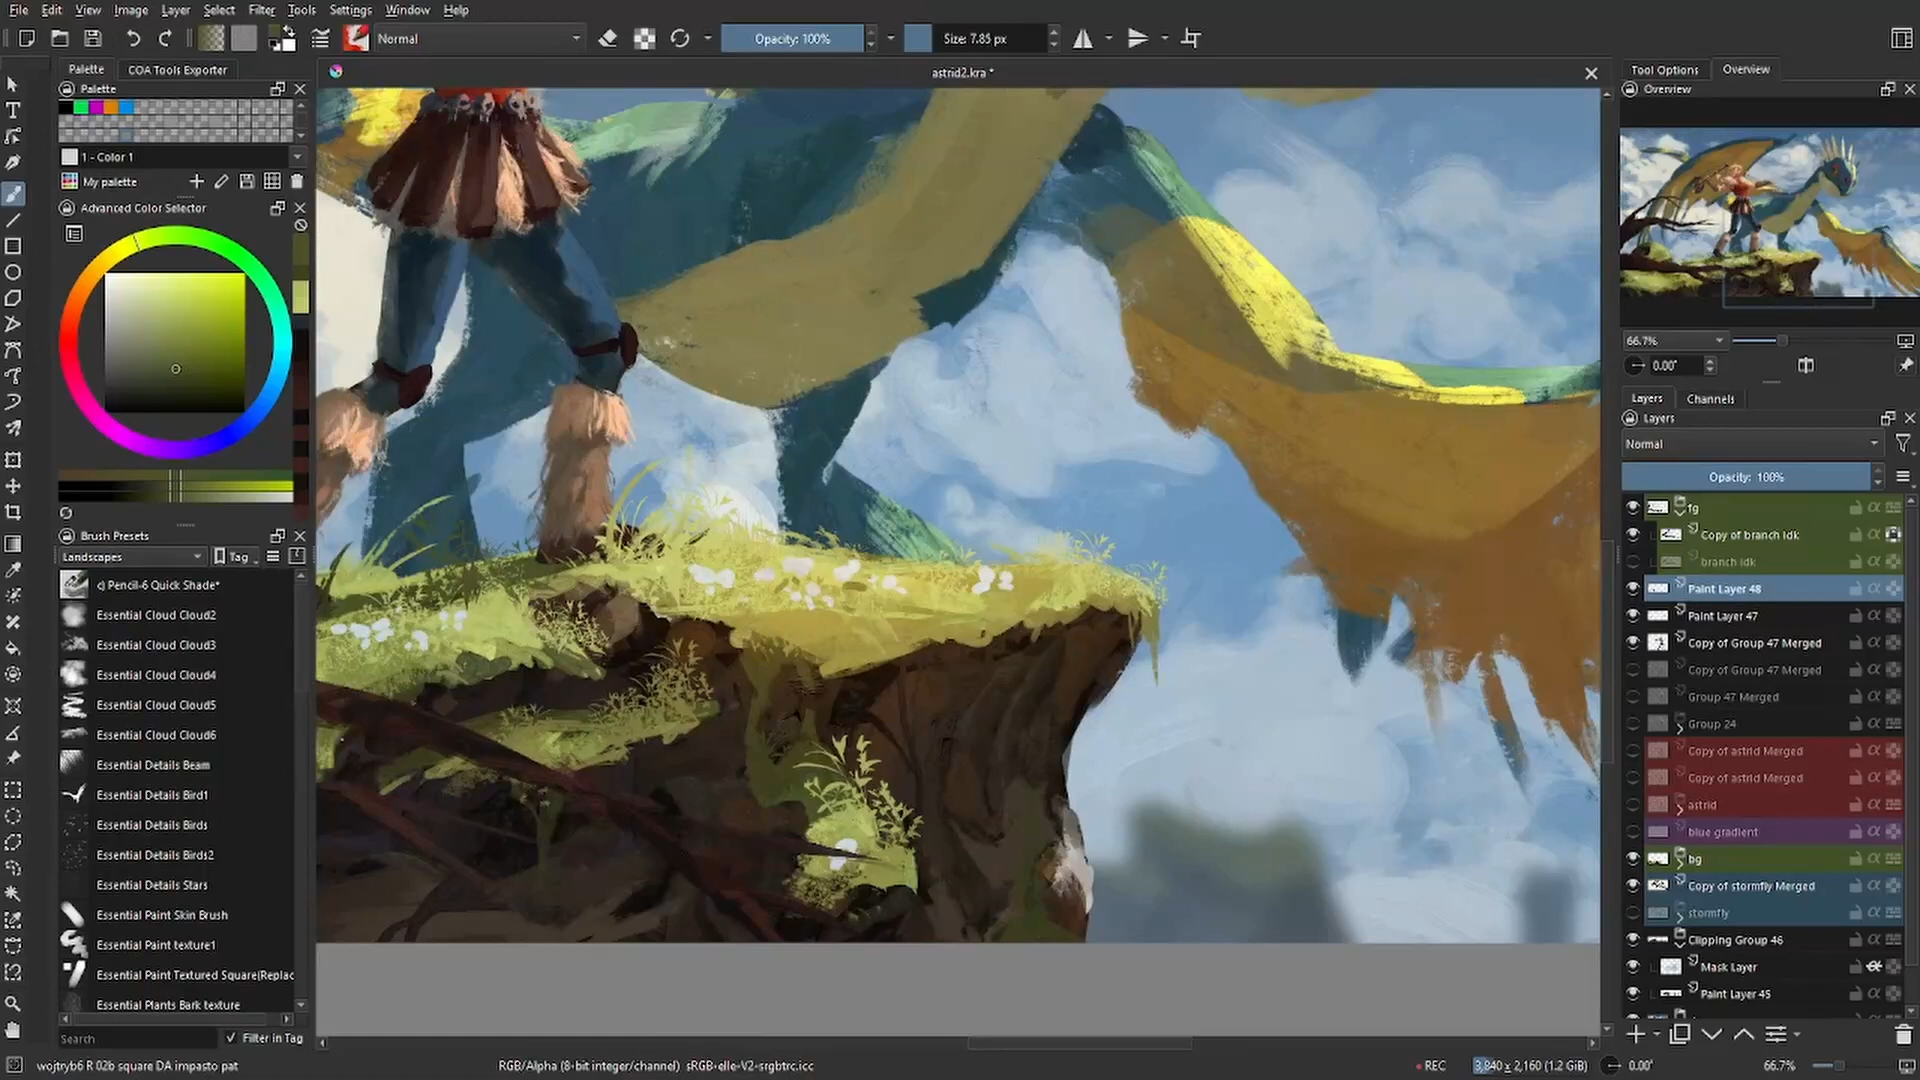 File Edit View Image Layer Select Filter Tools Settings Window Help
Normal Opacity: 100% Size: 7.85 px
Palette COA Tools Exporter
Palette
1 - Color 1
My palette
Advanced Color Selector
Brush Presets
Landscapes Tag
c) Pencil-6 Quick Shade*
Essential Cloud Cloud2
Essential Cloud Cloud3
Essential Cloud Cloud4
Essential Cloud Cloud5
Essential Cloud Cloud6
Essential Details Beam
Essential Details Bird1
Essential Details Birds
Essential Details Birds2
Essential Details Stars
Essential Paint Skin Brush
Essential Paint texture1
Essential Paint Textured Square(Replac
Essential Plants Bark texture
Search Filter in Tag
astrid2.kra *
Tool Options Overview
Overview
66.7%
0.00°
Layers Channels
Layers
Normal
Opacity: 100%
fg
Copy of branch idk
branch idk
Paint Layer 48
Paint Layer 47
Copy of Group 47 Merged
Copy of Group 47 Merged
Group 47 Merged
Group 24
Copy of astrid Merged
Copy of astrid Merged
astrid
blue gradient
bg
Copy of stormfly Merged
stormfly
Clipping Group 46
Mask Layer
Paint Layer 45
wojtryb6 R 02b square DA impasto pat RGB/Alpha (8-bit integer/channel) sRGB-elle-V2-srgbtrc.icc REC 3,840 x 2,160 (1.2 GiB) 0.00° 66.7%